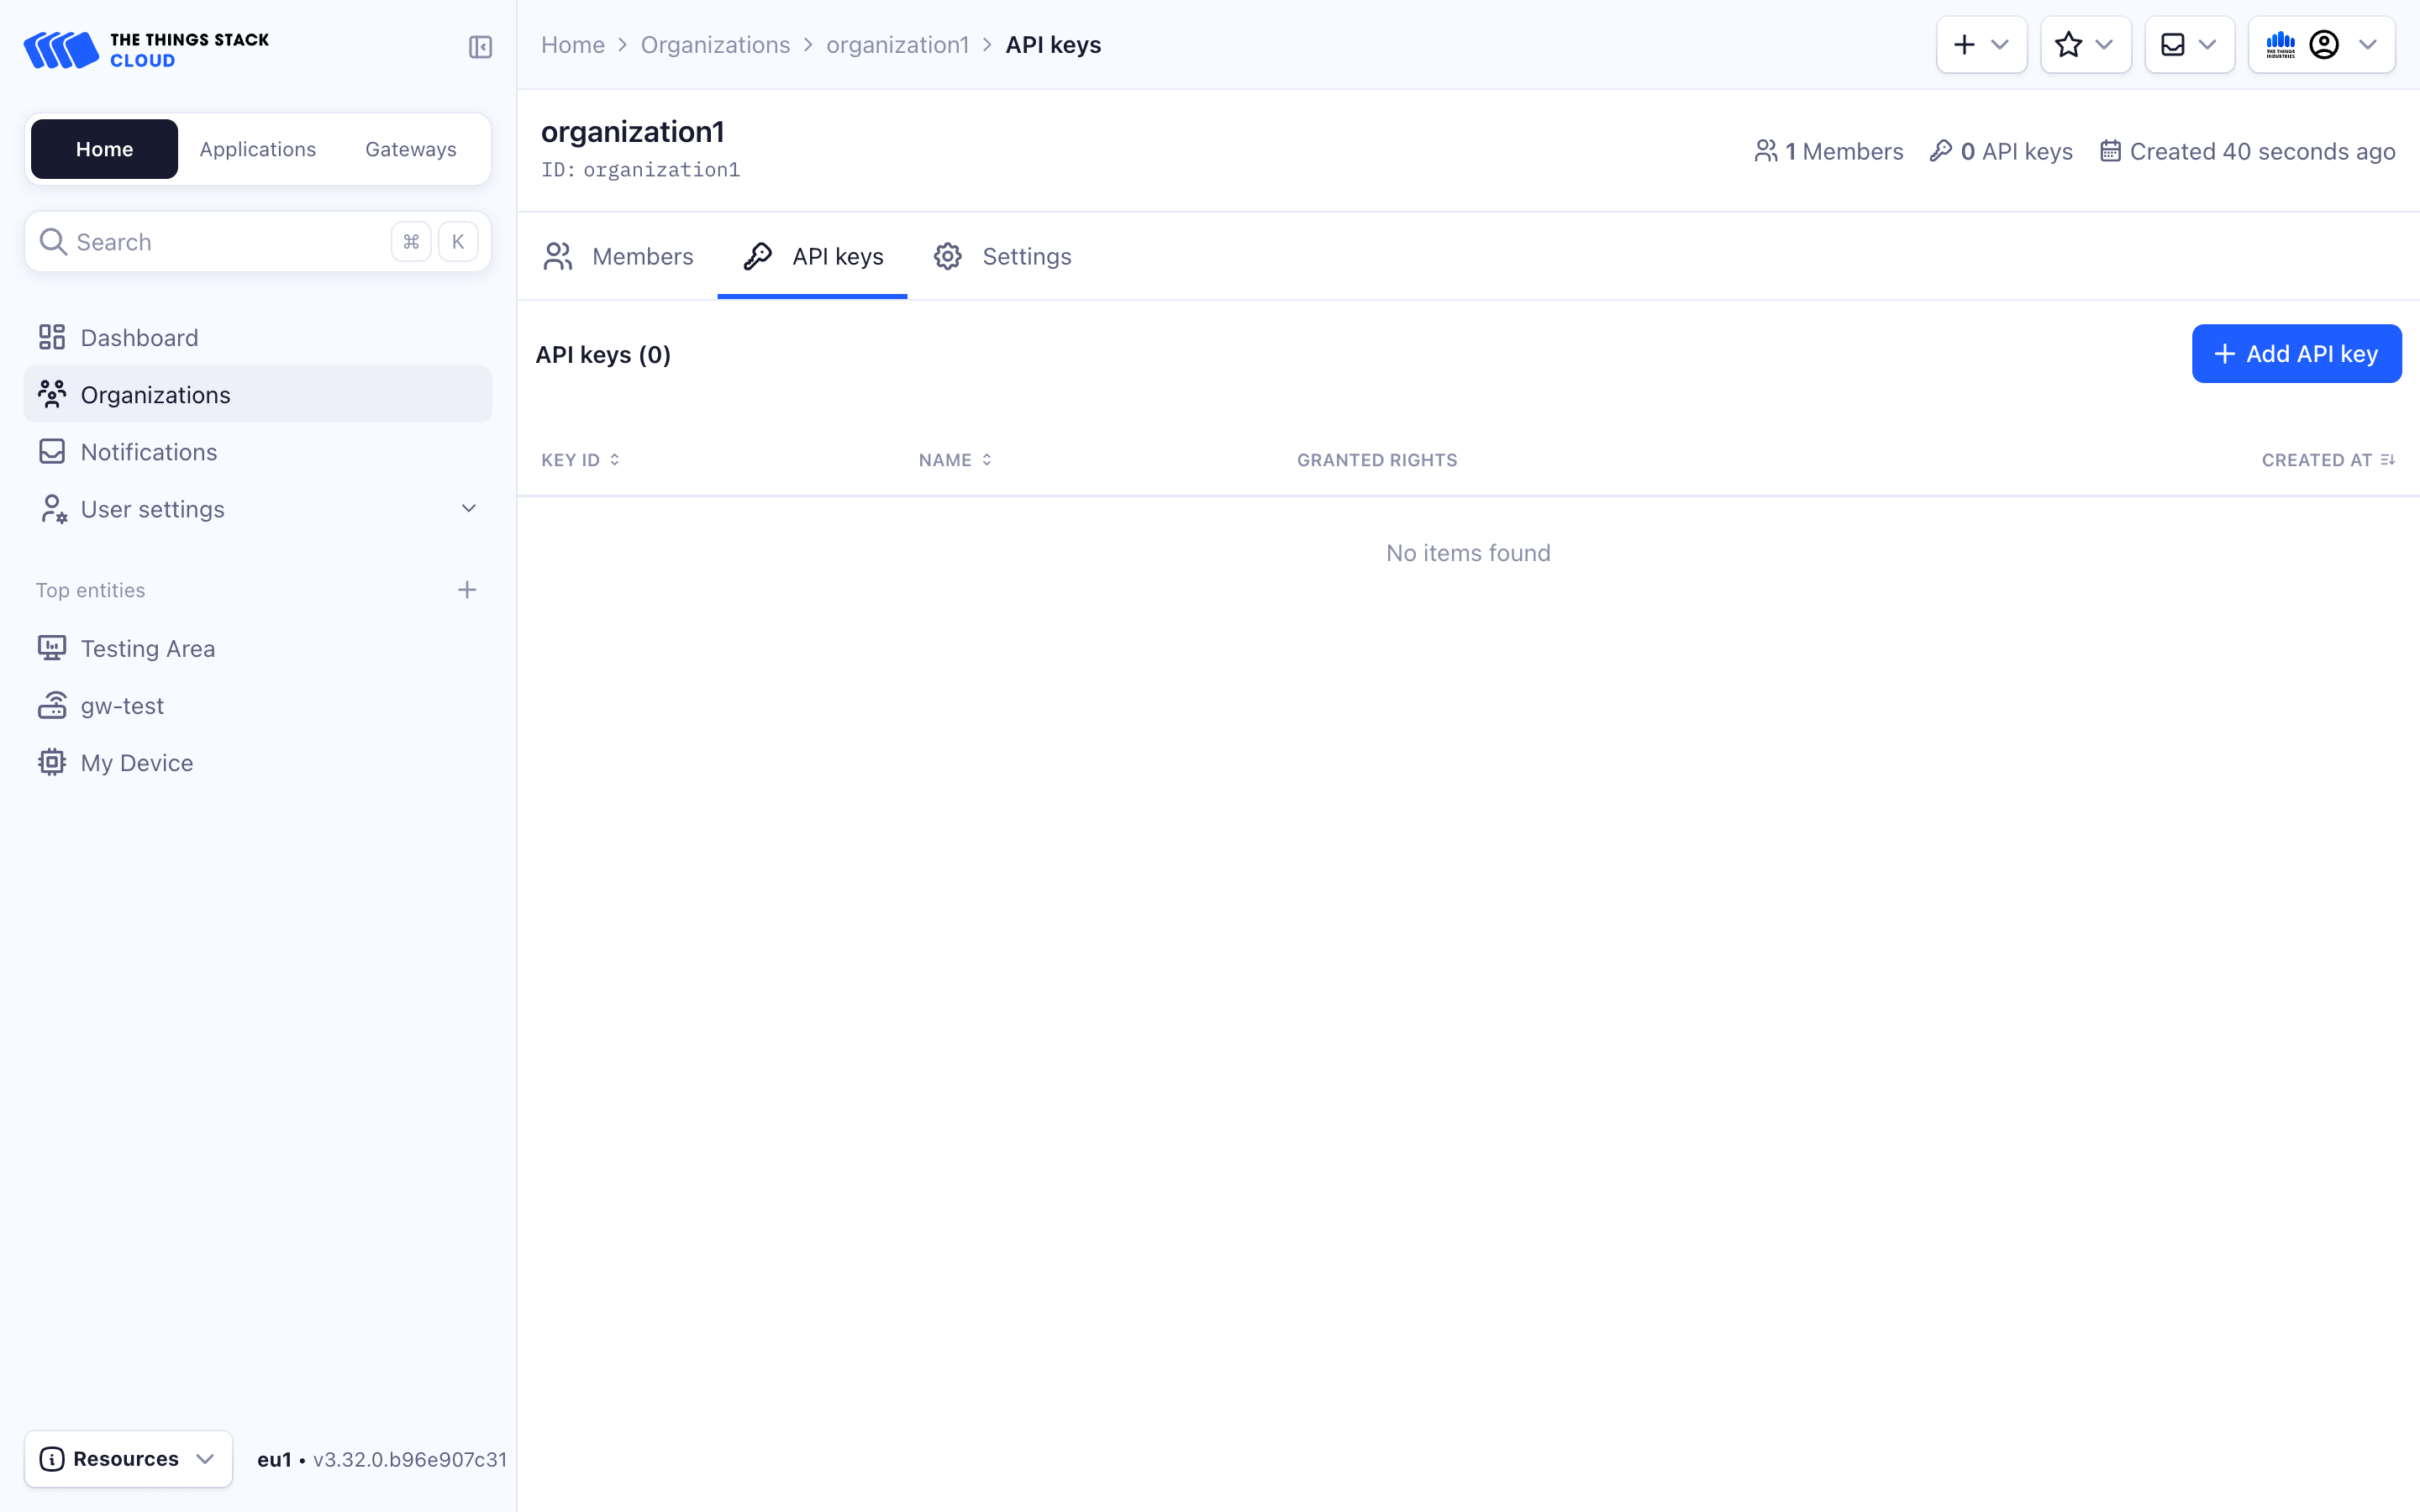 THE THINGS STACK
CLOUD
Home
Applications
Gateways
Search
⌘
K
Dashboard
Organizations
Notifications
User settings
Top entities
Testing Area
gw-test
My Device
Resources
eu1 • v3.32.0.b96e907c31
Home > Organizations > organization1 > API keys
THE THINGS
INDUSTRIES
organization1
ID: organization1
1 Members
0 API keys
Created 40 seconds ago
Members
API keys
Settings
API keys (0)
+ Add API key
KEY ID
NAME
GRANTED RIGHTS
CREATED AT
No items found